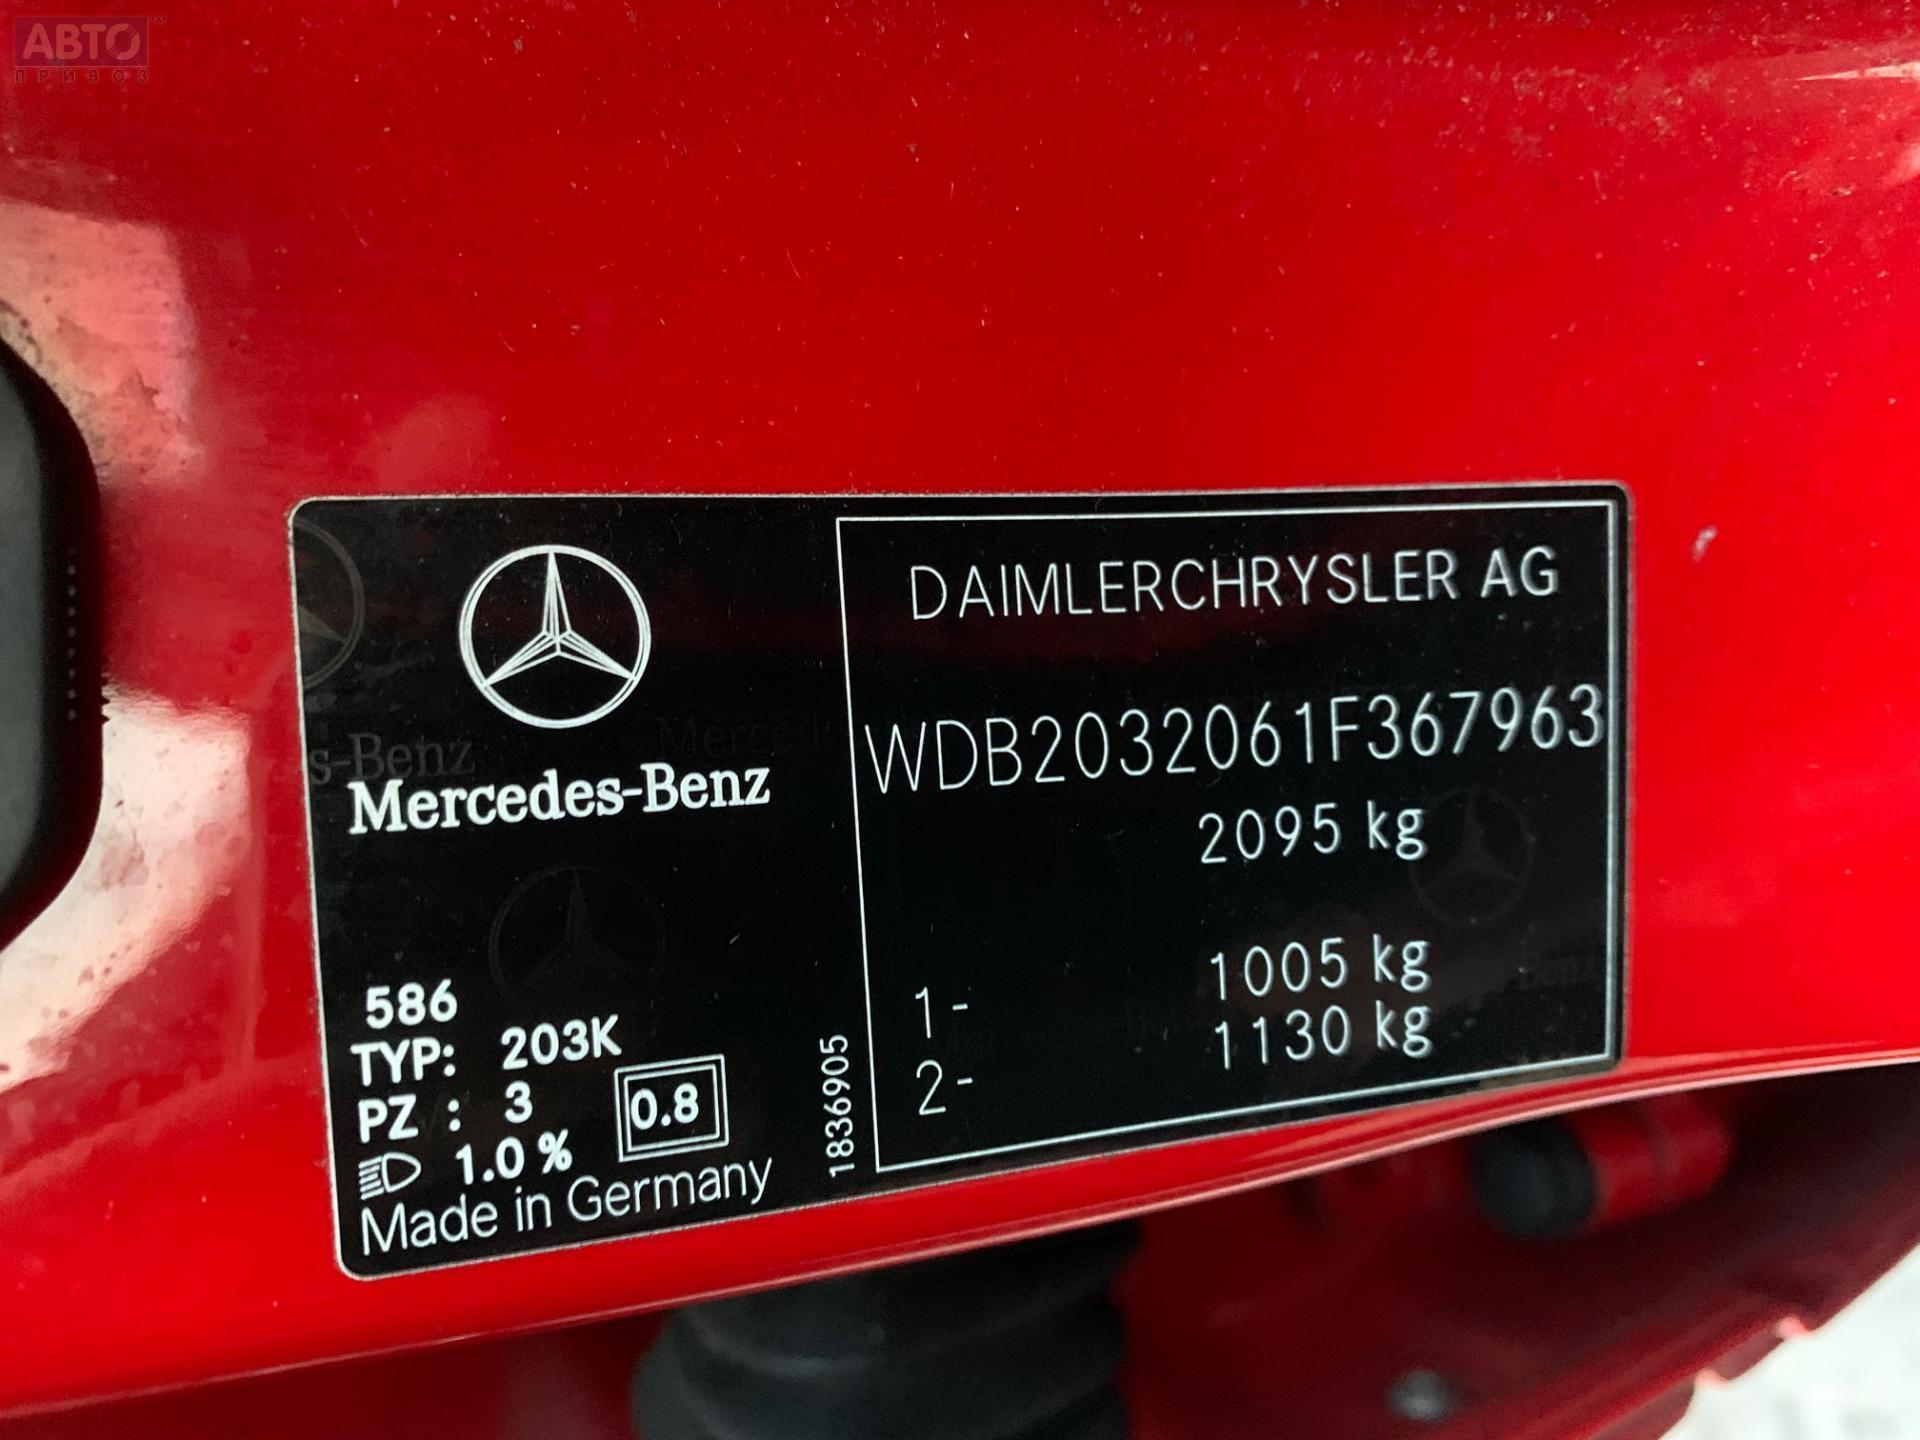 АВТО
ПРИВОЗ
Mercedes-Benz
586
TYP: 203K
PZ : 3
0.8
1.0 %
Made in Germany
1836905
DAIMLERCHRYSLER AG
WDB2032061F367963
2095 kg
1- 1005 kg
2- 1130 kg